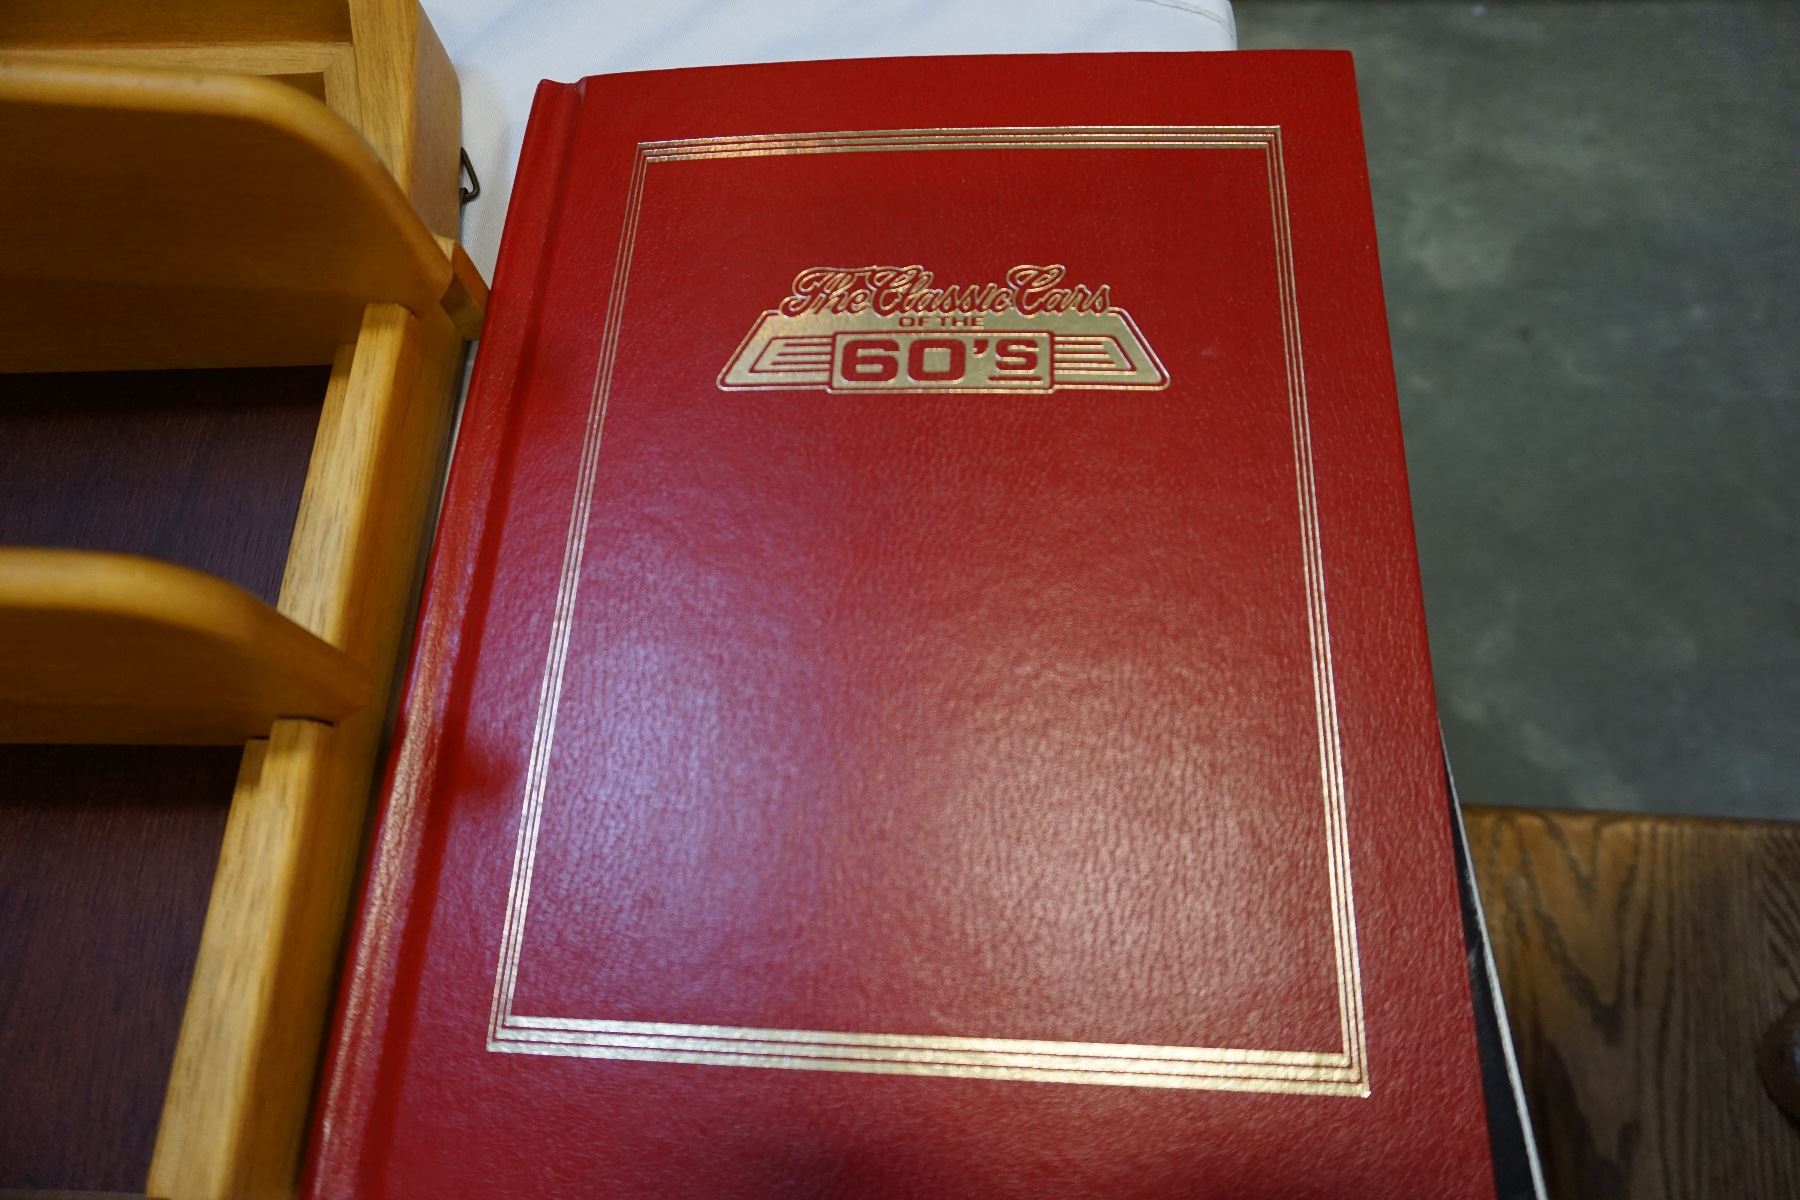 The Classic Cars
OF THE
60's